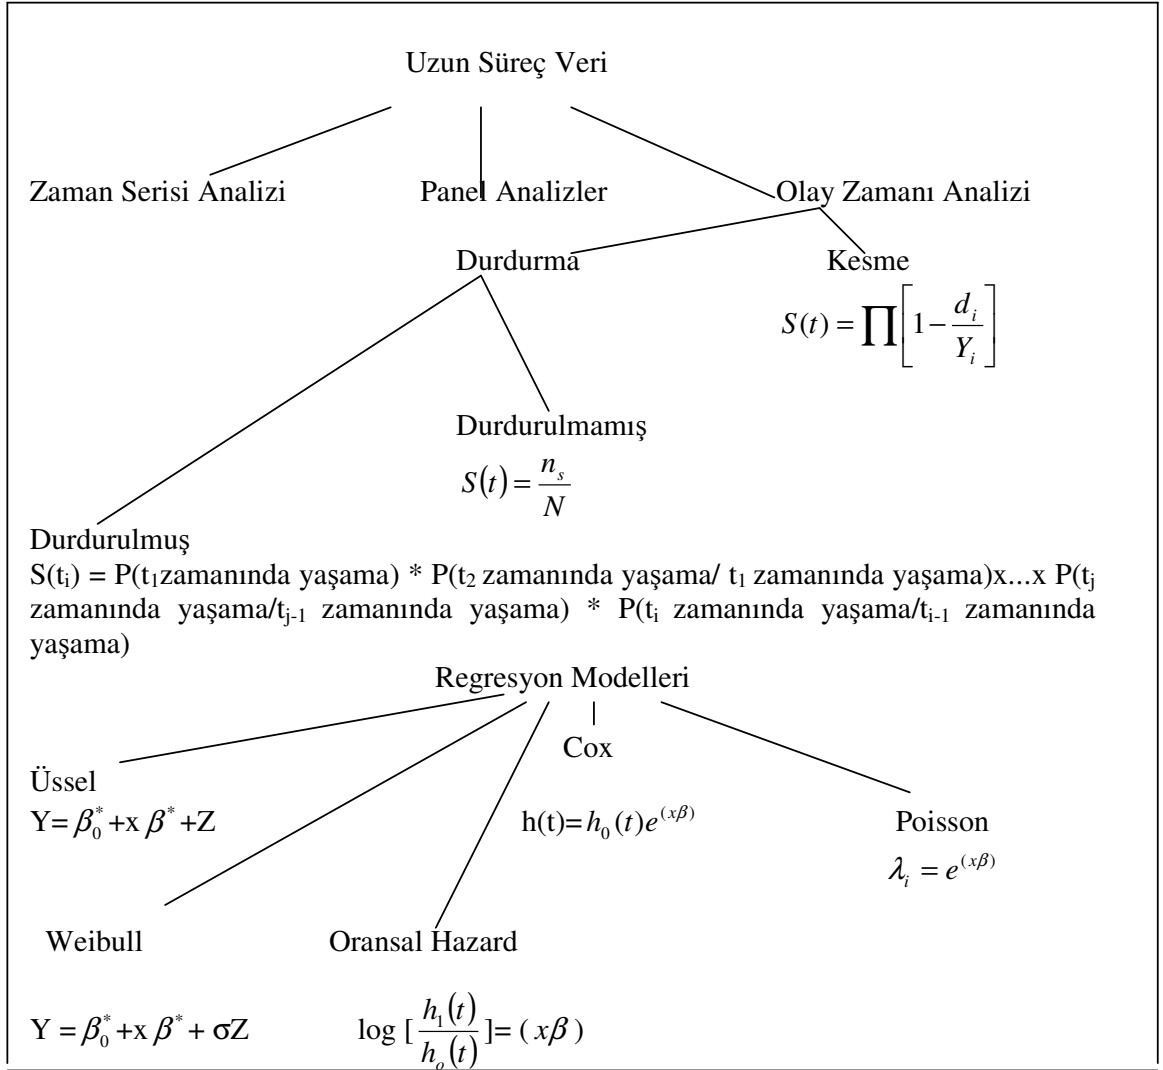 Uzun Süreç Veri
Zaman Serisi Analizi Panel Analizler Olay Zamanı Analizi
Durdurma Kesme
S(t) = ∏[1 − d_i / Y_i]
Durdurulmamış
S(t) = n_s / N
Durdurulmuş
S(t_i) = P(t_1zamanında yaşama) * P(t_2 zamanında yaşama/ t_1 zamanında yaşama)x...x P(t_j
zamanında yaşama/t_{j-1} zamanında yaşama) * P(t_i zamanında yaşama/t_{i-1} zamanında
yaşama)
Regresyon Modelleri
Cox
Üssel
Y= β_0^* +x β^* +Z h(t)= h_0(t)e^{(xβ)} Poisson
λ_i = e^{(xβ)}
Weibull Oransal Hazard
Y = β_0^* +x β^* + σZ log [ h_1(t) / h_o(t) ]= ( xβ )